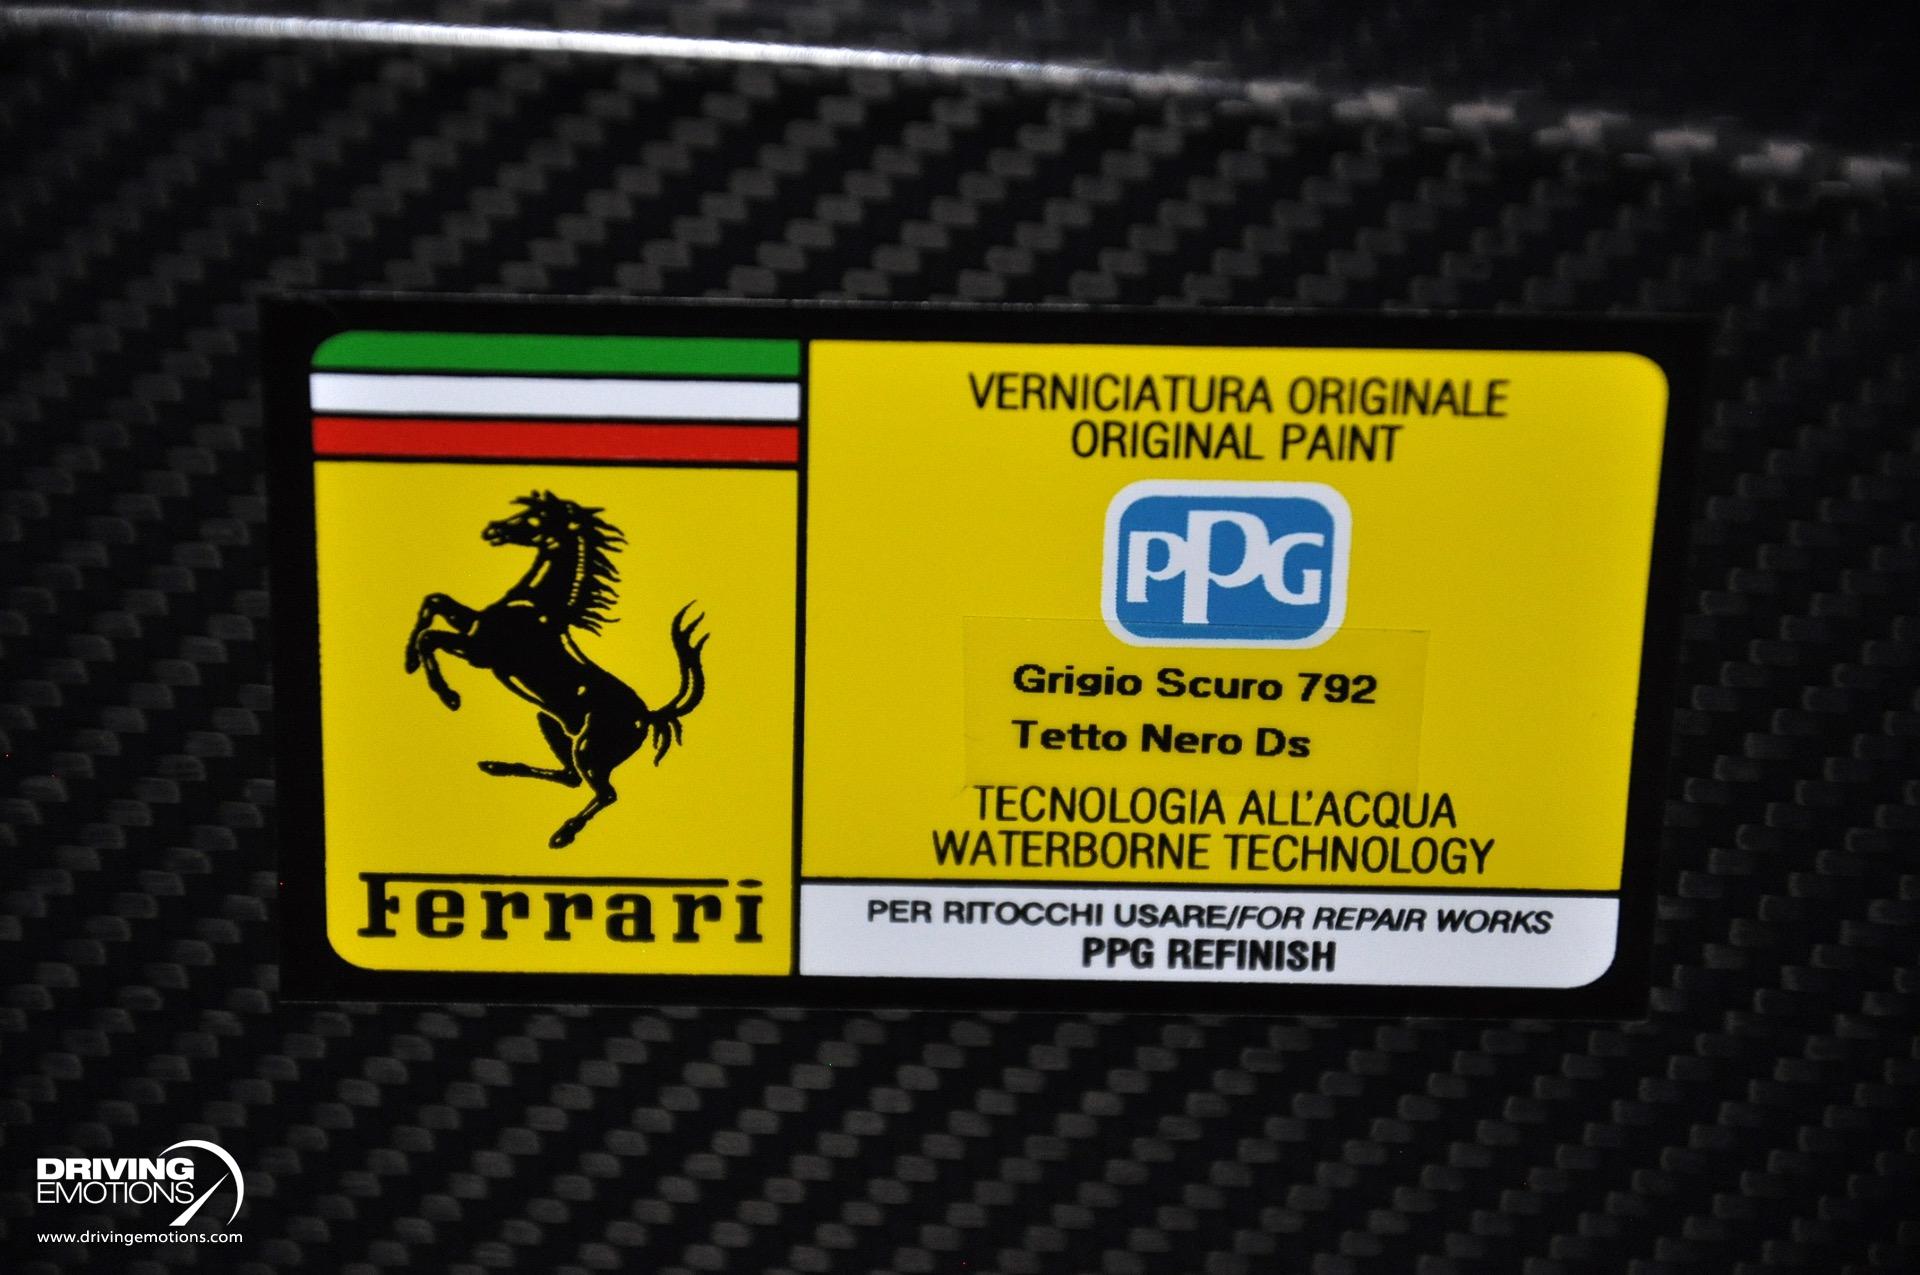 VERNICIATURA ORIGINALE
ORIGINAL PAINT
PPG
Grigio Scuro 792
Tetto Nero Ds
TECNOLOGIA ALL'ACQUA
WATERBORNE TECHNOLOGY
Ferrari
PER RITOCCHI USARE/FOR REPAIR WORKS
PPG REFINISH
DRIVING
EMOTIONS
www.drivingemotions.com